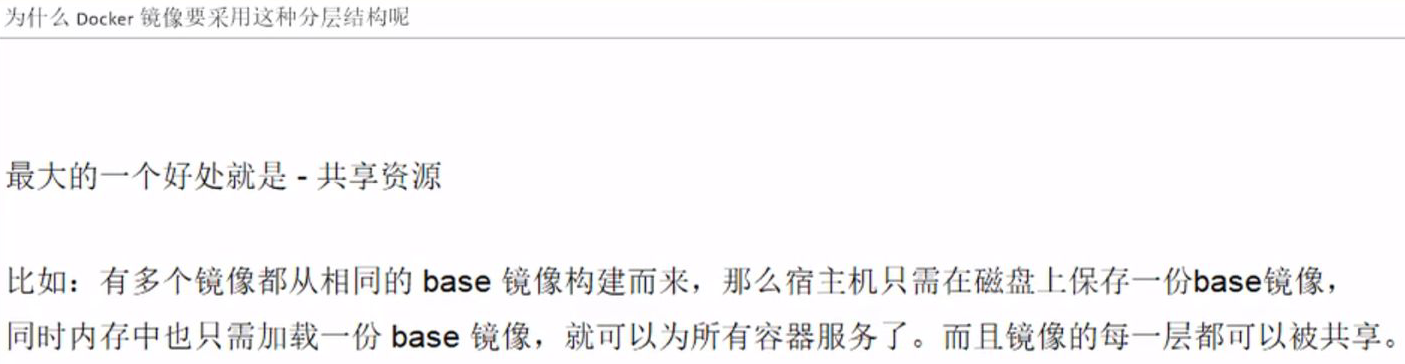 为什么 Docker 镜像要采用这种分层结构呢
最大的一个好处就是 - 共享资源
比如：有多个镜像都从相同的 base 镜像构建而来，那么宿主机只需在磁盘上保存一份base镜像，
同时内存中也只需加载一份 base 镜像，就可以为所有容器服务了。而且镜像的每一层都可以被共享。